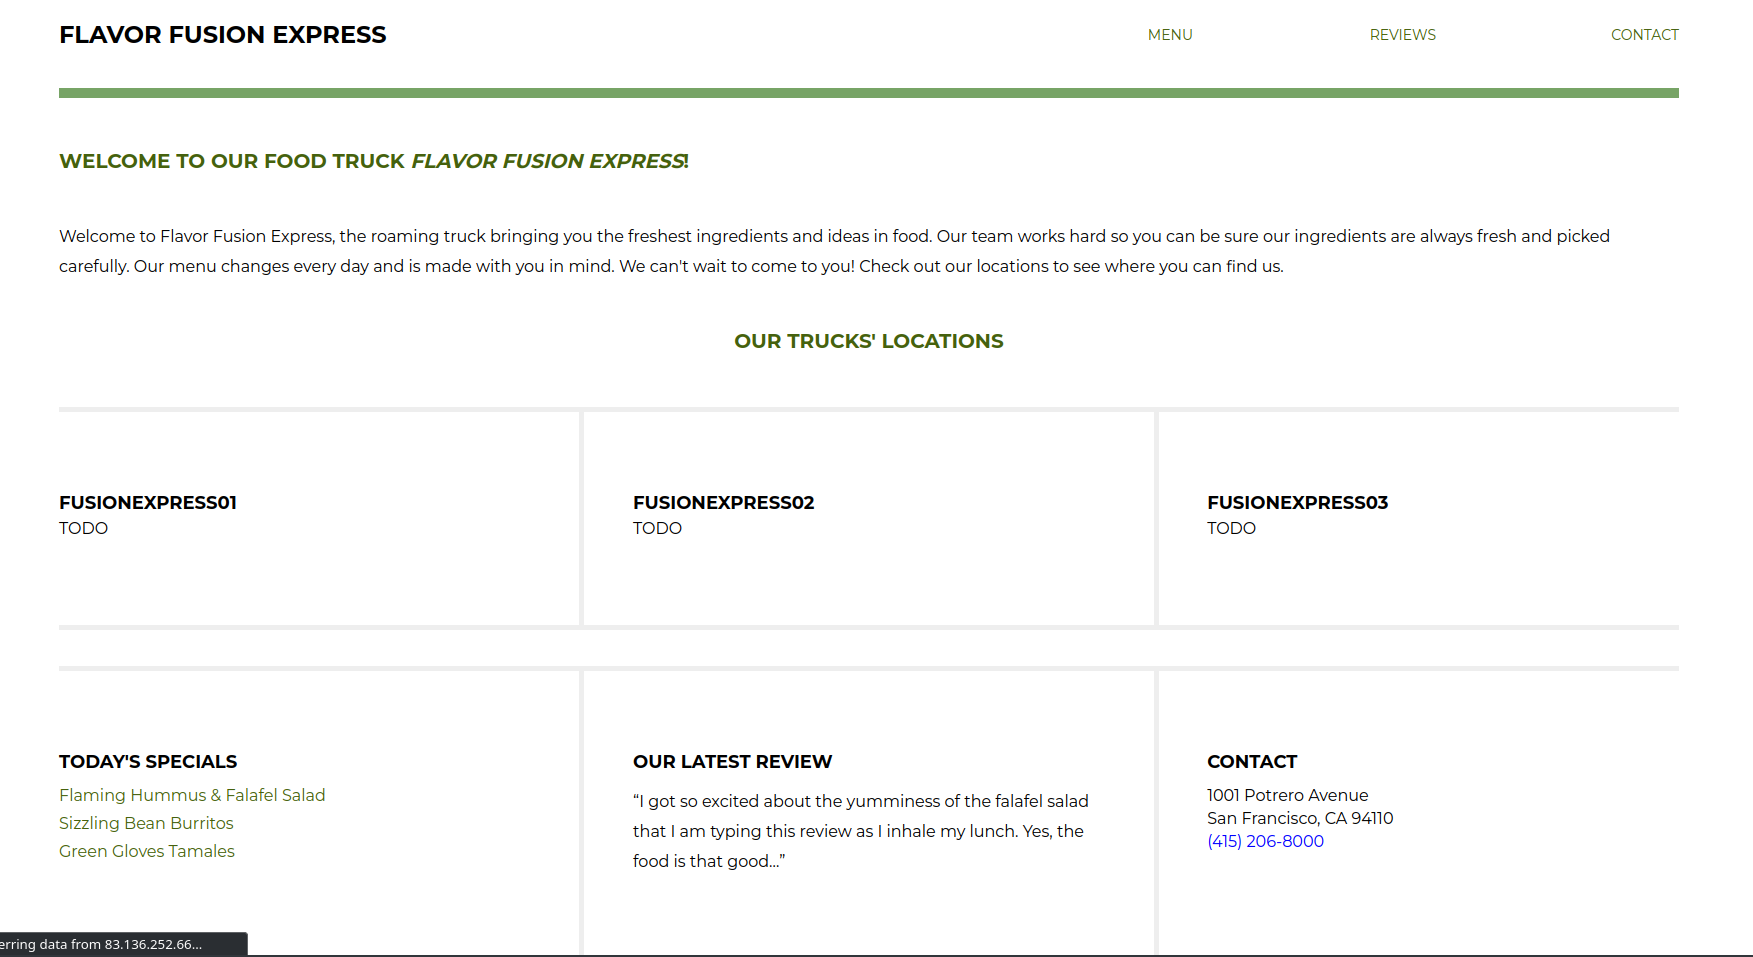 FLAVOR FUSION EXPRESS
MENU
REVIEWS
CONTACT
WELCOME TO OUR FOOD TRUCK FLAVOR FUSION EXPRESS!
Welcome to Flavor Fusion Express, the roaming truck bringing you the freshest ingredients and ideas in food. Our team works hard so you can be sure our ingredients are always fresh and picked
carefully. Our menu changes every day and is made with you in mind. We can't wait to come to you! Check out our locations to see where you can find us.
OUR TRUCKS' LOCATIONS
FUSIONEXPRESS01
TODO
FUSIONEXPRESS02
TODO
FUSIONEXPRESS03
TODO
TODAY'S SPECIALS
Flaming Hummus & Falafel Salad
Sizzling Bean Burritos
Green Gloves Tamales
OUR LATEST REVIEW
“I got so excited about the yumminess of the falafel salad
that I am typing this review as I inhale my lunch. Yes, the
food is that good...”
CONTACT
1001 Potrero Avenue
San Francisco, CA 94110
(415) 206-8000
erring data from 83.136.252.66...